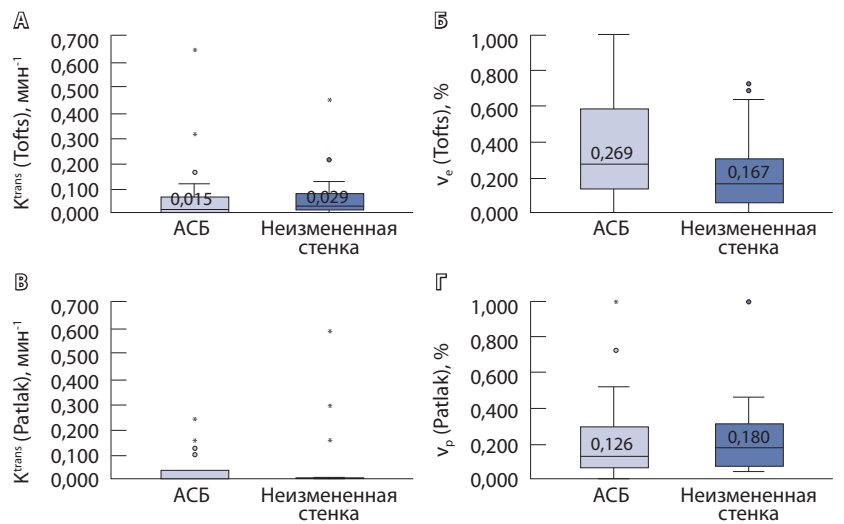 А
Kᵗʳᵃⁿˢ (Tofts), мин⁻¹
0,700
0,600
0,500
0,400
0,300
0,200
0,100
0,000
0,015
0,029
АСБ
Неизмененная
стенка
Б
vₑ (Tofts), %
1,000
0,800
0,600
0,400
0,200
0,000
0,269
0,167
АСБ
Неизмененная
стенка
В
Kᵗʳᵃⁿˢ (Patlak), мин⁻¹
0,700
0,600
0,500
0,400
0,300
0,200
0,100
0,000
АСБ
Неизмененная
стенка
Г
vₚ (Patlak), %
1,000
0,800
0,600
0,400
0,200
0,000
0,126
0,180
АСБ
Неизмененная
стенка